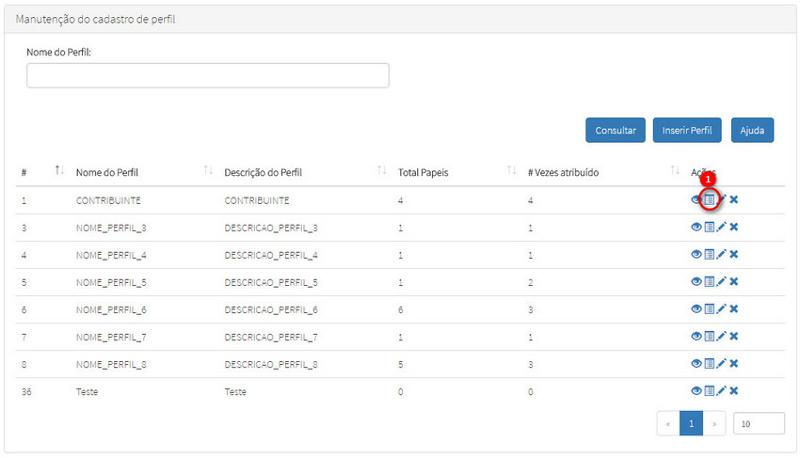 Manutenção do cadastro de perfil
Nome do Perfil:
Consultar Inserir Perfil Ajuda
# Nome do Perfil Descrição do Perfil Total Papeis # Vezes atribuído Ações
1
1 CONTRIBUINTE CONTRIBUINTE 4 4
3 NOME_PERFIL_3 DESCRICAO_PERFIL_3 1 1
4 NOME_PERFIL_4 DESCRICAO_PERFIL_4 1 1
5 NOME_PERFIL_5 DESCRICAO_PERFIL_5 1 2
6 NOME_PERFIL_6 DESCRICAO_PERFIL_6 6 3
7 NOME_PERFIL_7 DESCRICAO_PERFIL_7 1 1
8 NOME_PERFIL_8 DESCRICAO_PERFIL_8 5 3
36 Teste Teste 0 0
« 1 » 10